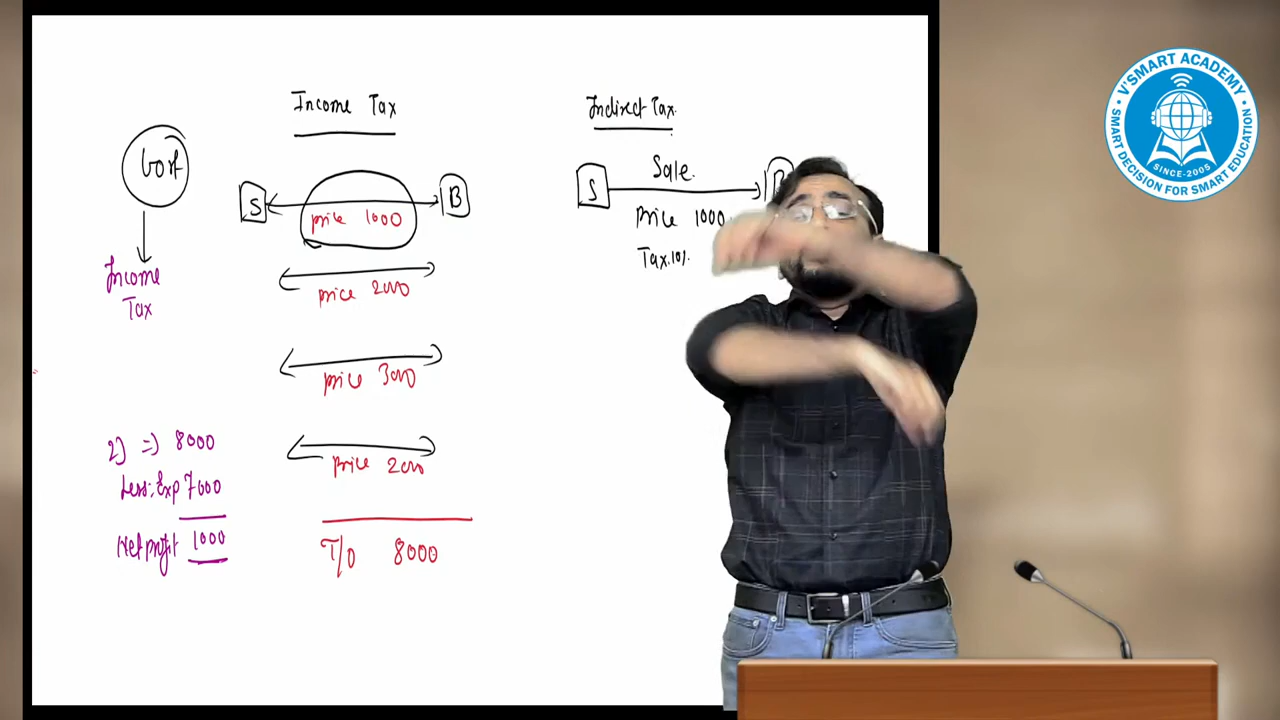 Income Tax
Govt
Income
Tax
S
B
price 1000
price 2000
price 3000
price 2000
T/O 8000
2) => 8000
Less: Exp 7000
Net profit 1000
Indirect Tax.
S
Sale.
B
Price 1000
Tax.10%.
V'SMART ACADEMY
SINCE-2005
SMART DECISION FOR SMART EDUCATION